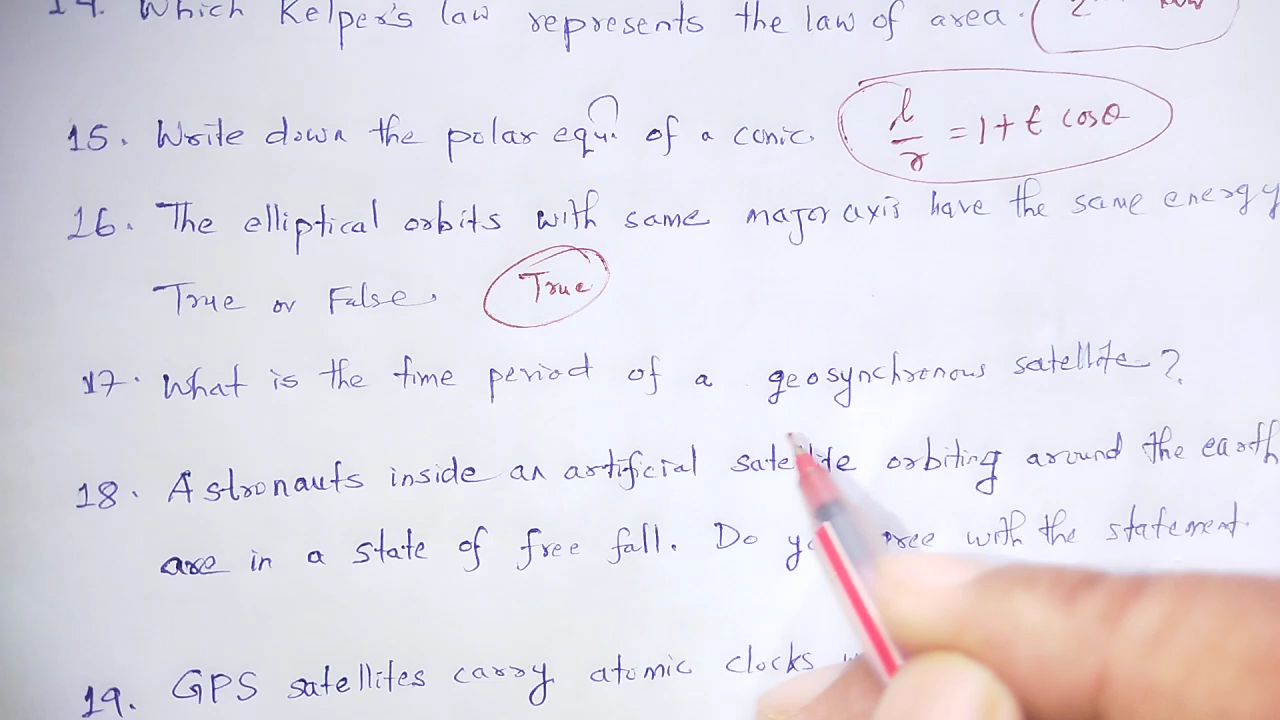 14. Which Kelper's law represents the law of area.
15. Write down the polar equn. of a conic. l/r = 1 + ϵ cosθ
16. The elliptical orbits with same major axis have the same energy
True or False. True
17. What is the time period of a geosynchronous satellite?
18. Astronauts inside an artificial satellite orbiting around the earth
are in a state of free fall. Do with the statement.
19. GPS satellites carry atomic clocks